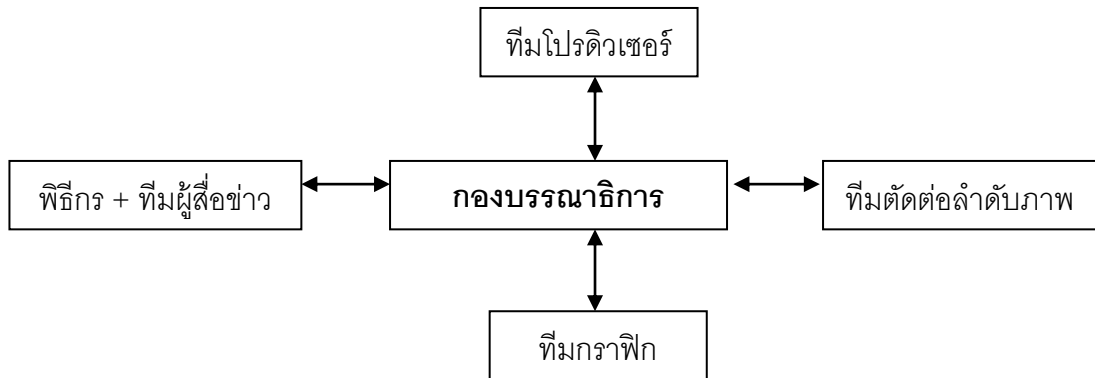 ทีมโปรดิวเซอร์
พิธีกร + ทีมผู้สื่อข่าว
กองบรรณาธิการ
ทีมตัดต่อลำดับภาพ
ทีมกราฟิก